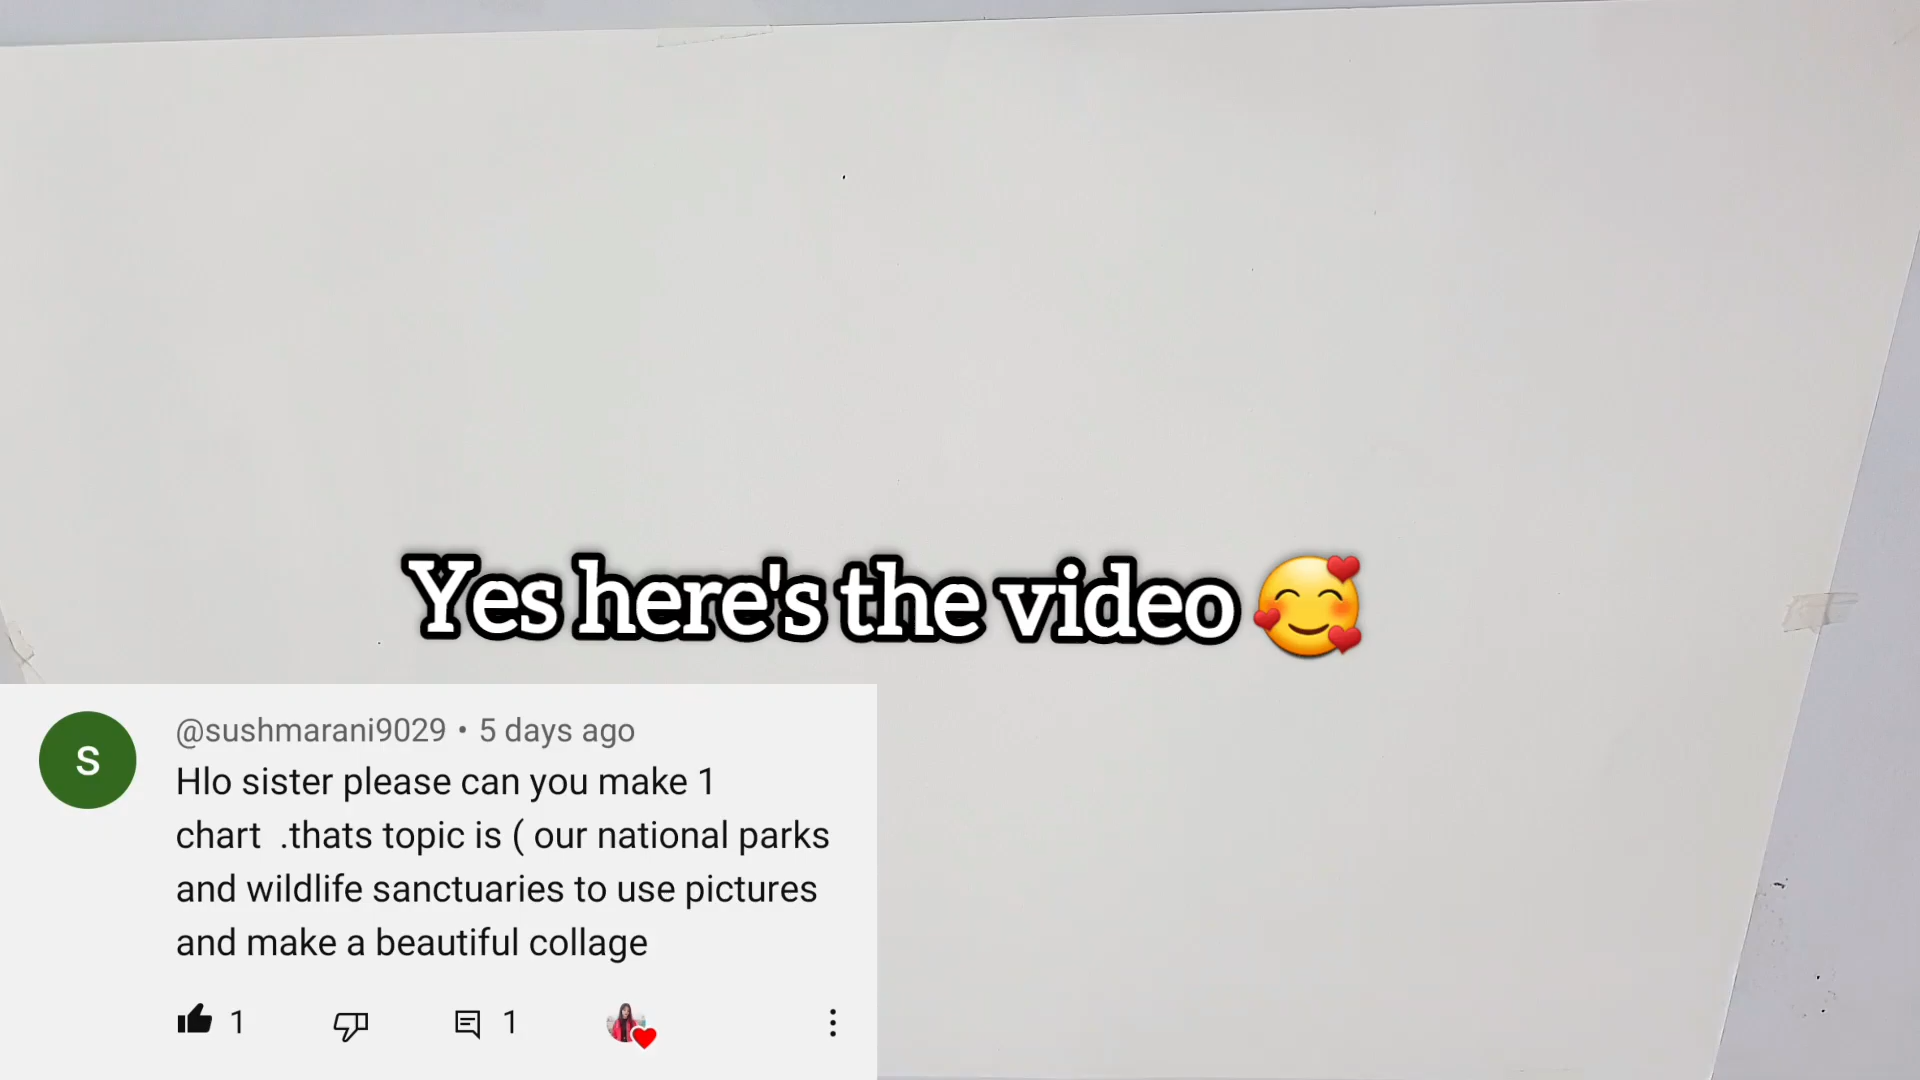 Yes here's the video 🥰
S
@sushmarani9029 • 5 days ago
Hlo sister please can you make 1
chart .thats topic is ( our national parks
and wildlife sanctuaries to use pictures
and make a beautiful collage
1 1